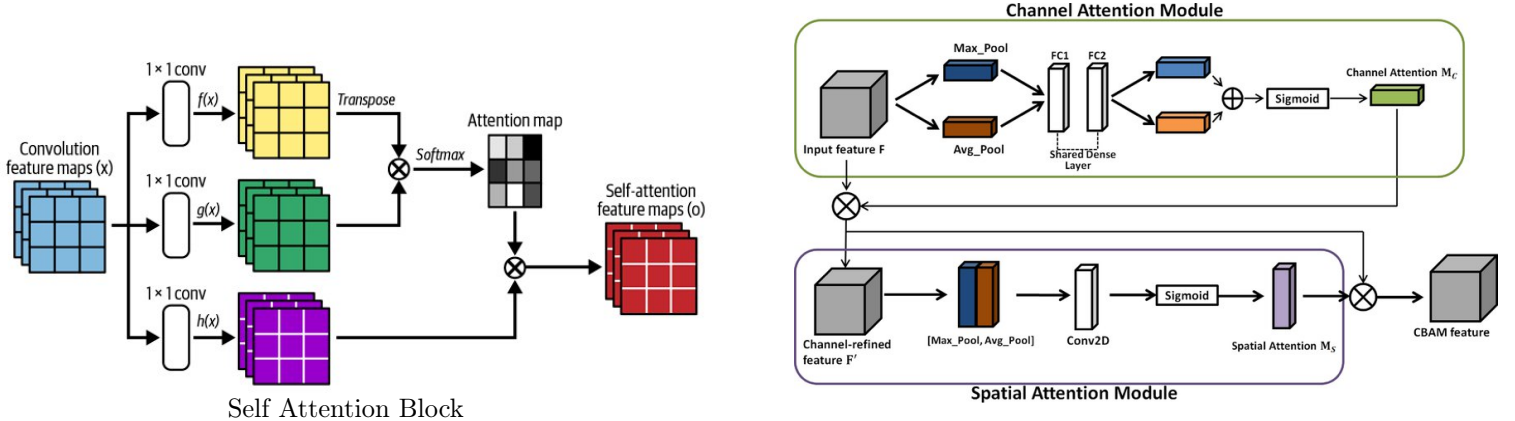 1 × 1 conv
f(x)
Transpose
Convolution
feature maps (x)
1 × 1 conv
g(x)
Softmax
Attention map
1 × 1 conv
h(x)
Self-attention
feature maps (o)
Self Attention Block
Channel Attention Module
Max_Pool
FC1
FC2
Channel Attention M_C
Sigmoid
Input feature F
Avg_Pool
Shared Dense
Layer
Channel-refined
feature F′
[Max_Pool, Avg_Pool]
Conv2D
Sigmoid
Spatial Attention M_S
CBAM feature
Spatial Attention Module